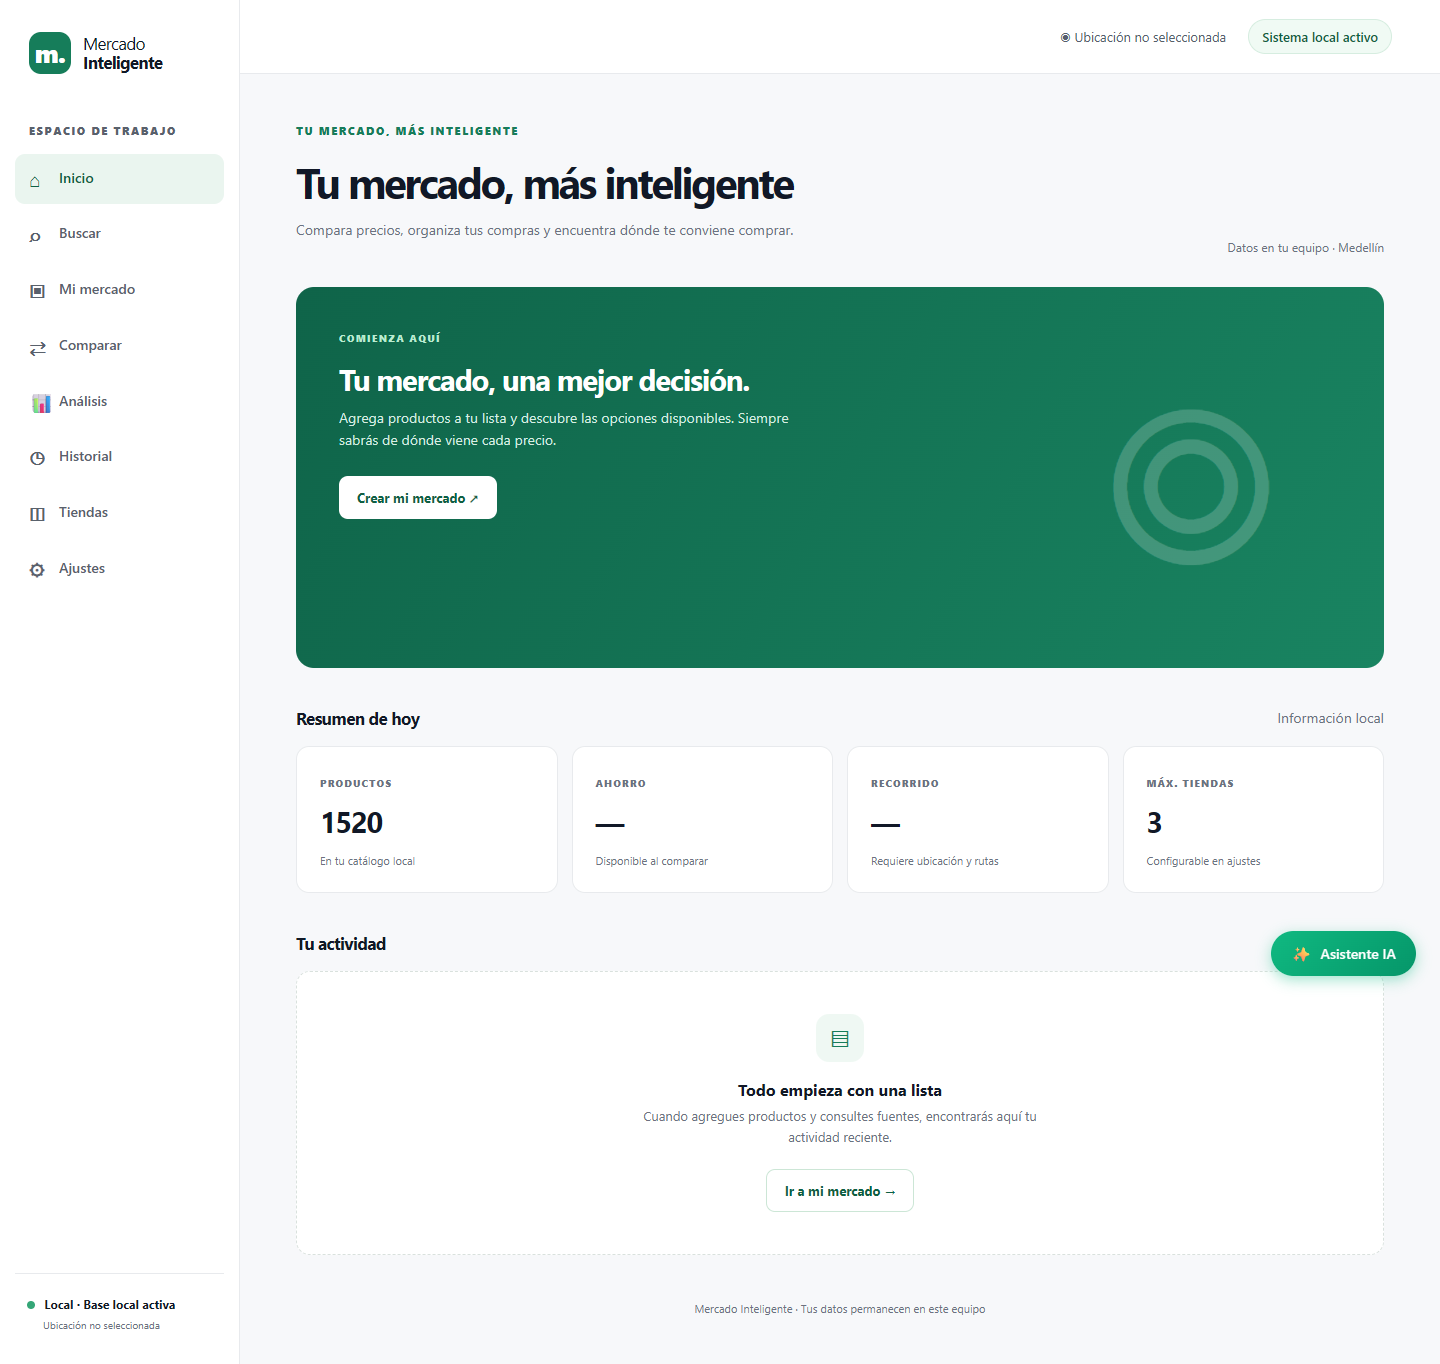 m.
Mercado
Inteligente
ESPACIO DE TRABAJO
Inicio
Buscar
Mi mercado
Comparar
Análisis
Historial
Tiendas
Ajustes
Local · Base local activa
Ubicación no seleccionada
◉ Ubicación no seleccionada
Sistema local activo
TU MERCADO, MÁS INTELIGENTE
Tu mercado, más inteligente
Compara precios, organiza tus compras y encuentra dónde te conviene comprar.
Datos en tu equipo · Medellín
COMIENZA AQUÍ
Tu mercado, una mejor decisión.
Agrega productos a tu lista y descubre las opciones disponibles. Siempre
sabrás de dónde viene cada precio.
Crear mi mercado ↗
Resumen de hoy
Información local
PRODUCTOS
1520
En tu catálogo local
AHORRO
—
Disponible al comparar
RECORRIDO
—
Requiere ubicación y rutas
MÁX. TIENDAS
3
Configurable en ajustes
Tu actividad
✨ Asistente IA
Todo empieza con una lista
Cuando agregues productos y consultes fuentes, encontrarás aquí tu
actividad reciente.
Ir a mi mercado →
Mercado Inteligente · Tus datos permanecen en este equipo